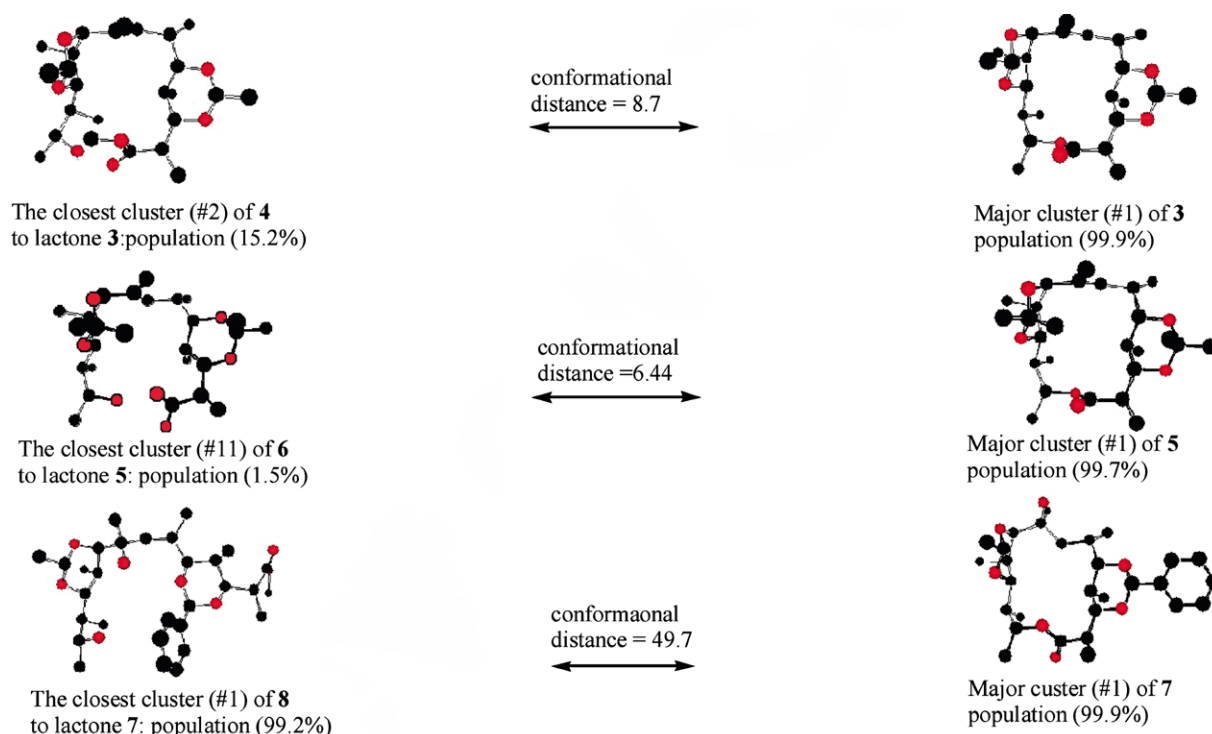 conformational
distance = 8.7
The closest cluster (#2) of 4
to lactone 3:population (15.2%)
Major cluster (#1) of 3
population (99.9%)
conformational
distance =6.44
The closest cluster (#11) of 6
to lactone 5: population (1.5%)
Major cluster (#1) of 5
population (99.7%)
conformaonal
distance = 49.7
The closest cluster (#1) of 8
to lactone 7: population (99.2%)
Major custer (#1) of 7
population (99.9%)